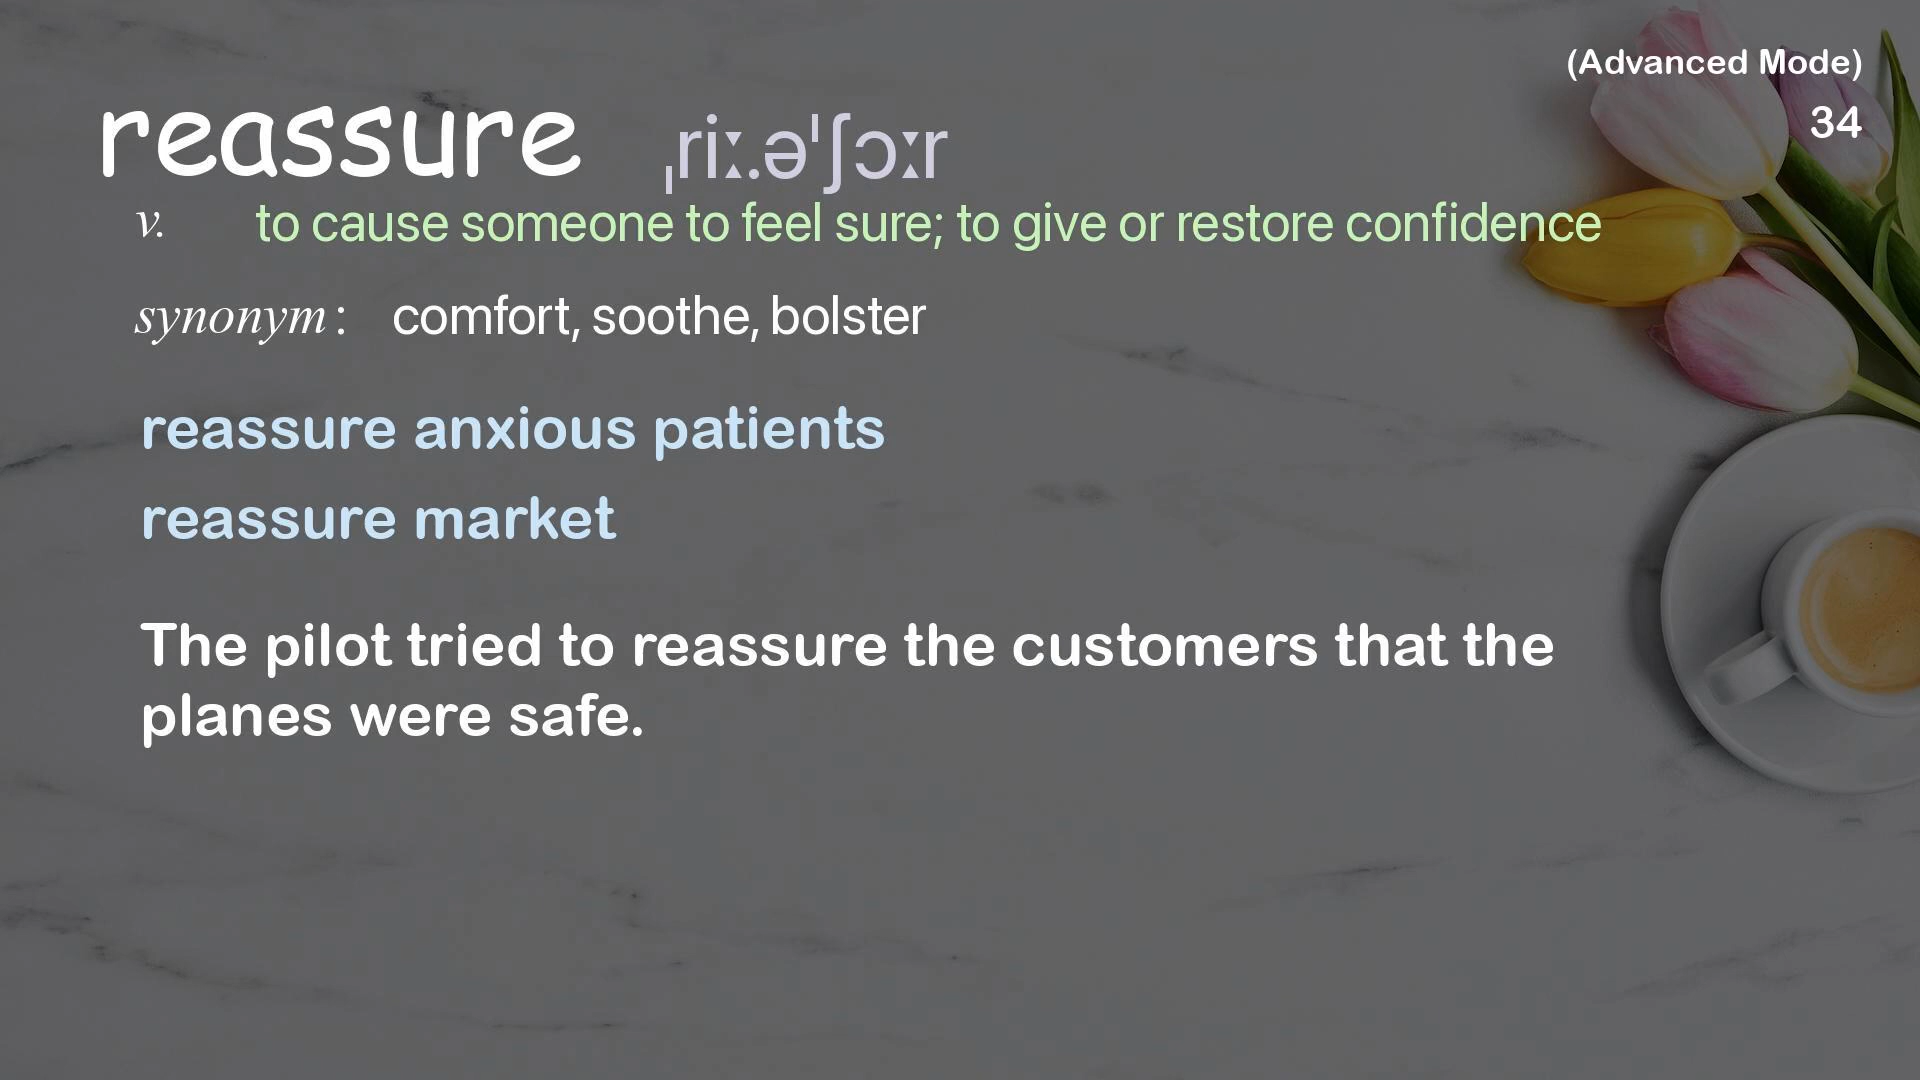 (Advanced Mode)
34
reassure ˌriː.əˈʃɔːr
v. to cause someone to feel sure; to give or restore confidence
synonym: comfort, soothe, bolster
reassure anxious patients
reassure market
The pilot tried to reassure the customers that the
planes were safe.